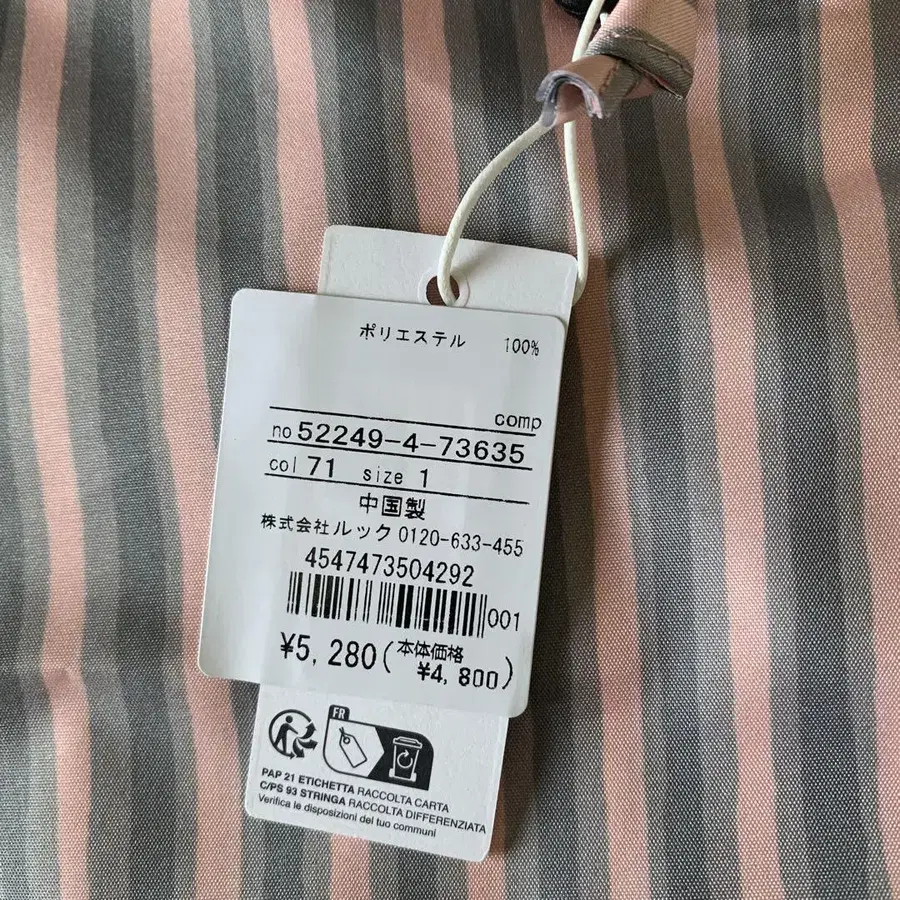 ポリエステル 100%
comp
no 52249-4-73635
col 71 size 1
中国製
株式会社ルック 0120-633-455
4547473504292
001
¥5,280(本体価格
¥4,800)
FR
PAP 21 ETICHETTA RACCOLTA CARTA
C/PS 93 STRINGA RACCOLTA DIFFERENZIATA
Verifica le disposizioni del tuo comuni